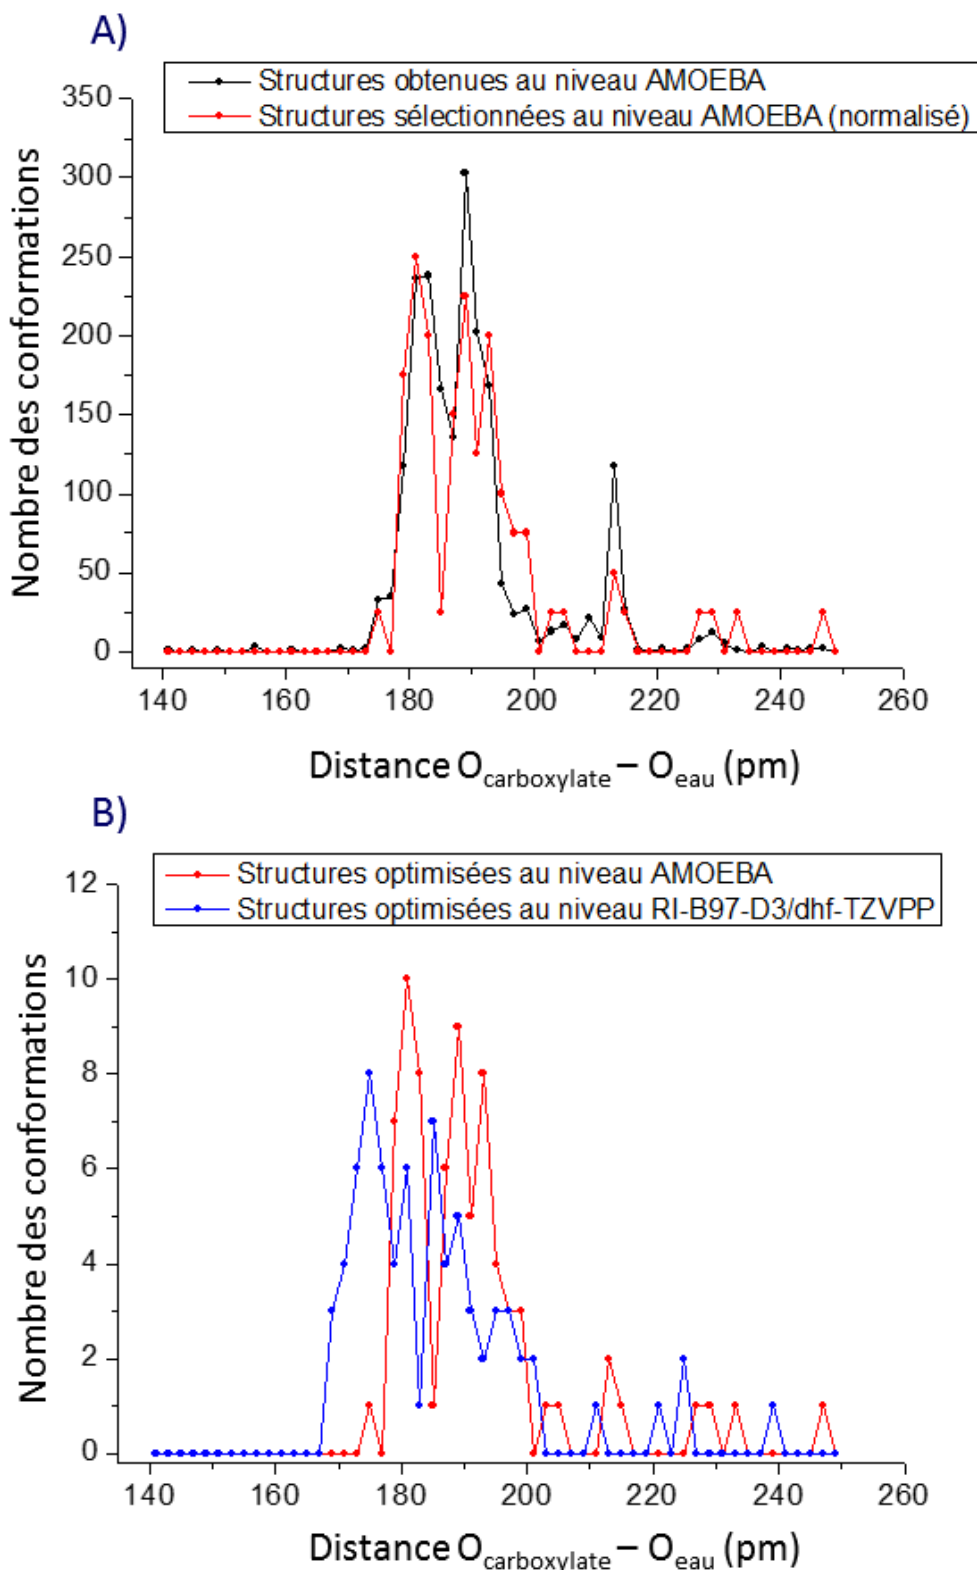 A)
Structures obtenues au niveau AMOEBA
Structures sélectionnées au niveau AMOEBA (normalisé)
350
300
250
200
150
100
50
0
Nombre des conformations
140 160 180 200 220 240 260
Distance Ocarboxylate – Oeau (pm)
B)
Structures optimisées au niveau AMOEBA
Structures optimisées au niveau RI-B97-D3/dhf-TZVPP
12
10
8
6
4
2
0
Nombre des conformations
140 160 180 200 220 240 260
Distance Ocarboxylate – Oeau (pm)